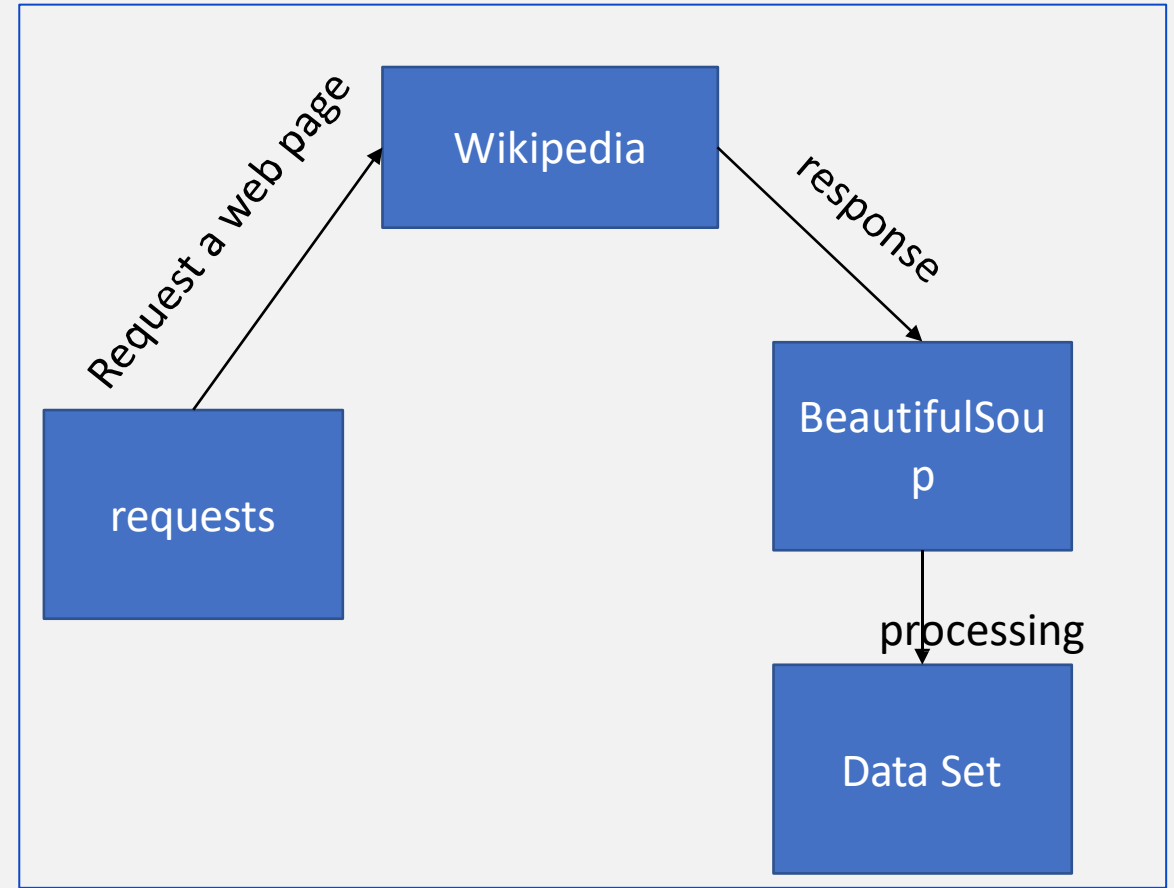 Request a web page
Wikipedia
response
requests
BeautifulSou
p
processing
Data Set